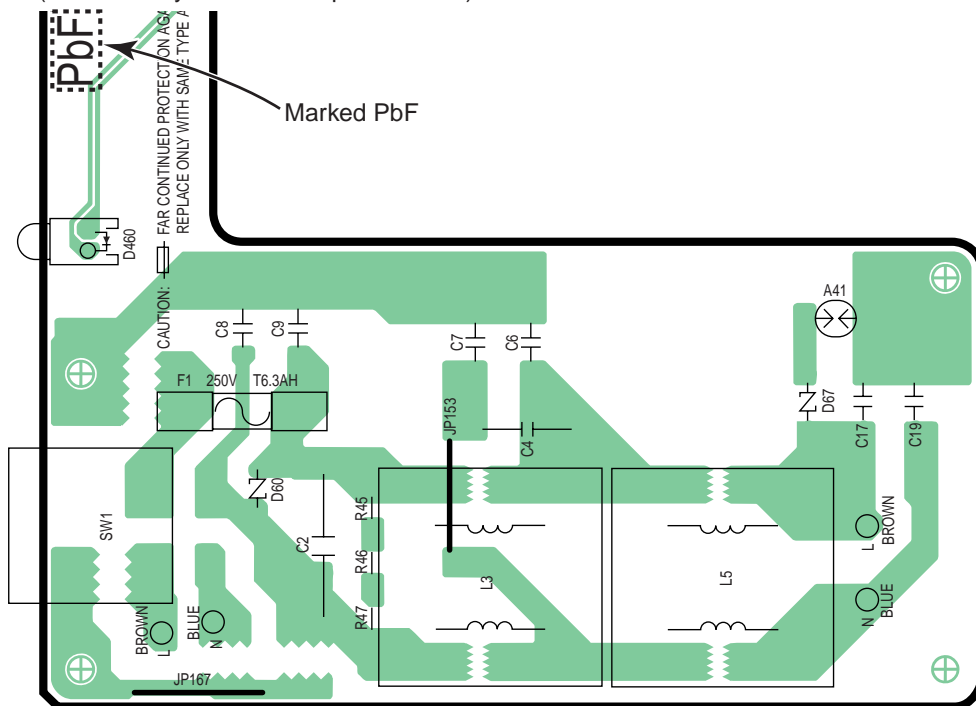 PbF
FAR CONTINUED PROTECTION AGA
REPLACE ONLY WITH SAME TYPE A
Marked PbF
D460
CAUTION:
A41
C8
C9
C7
C6
F1 250V T6.3AH
D67
C17
C19
JP153
C4
D60
SW1
R45
C2
R46
L3
L5
L
BROWN
R47
BROWN
L
BLUE
N
N
BLUE
JP167